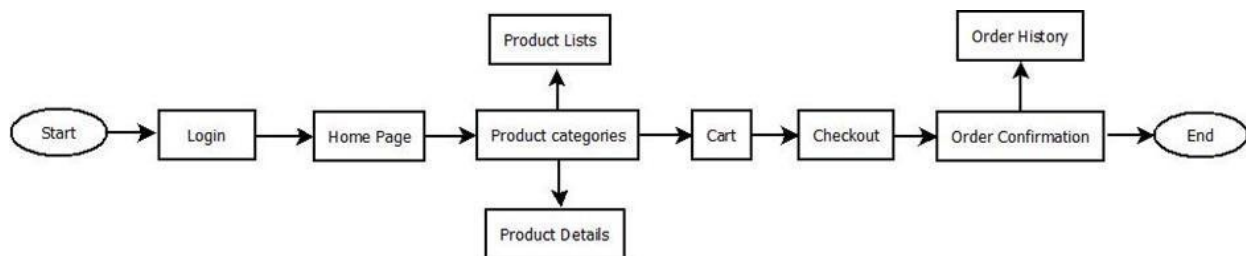 Product Lists
Order History
Start
Login
Home Page
Product categories
Cart
Checkout
Order Confirmation
End
Product Details